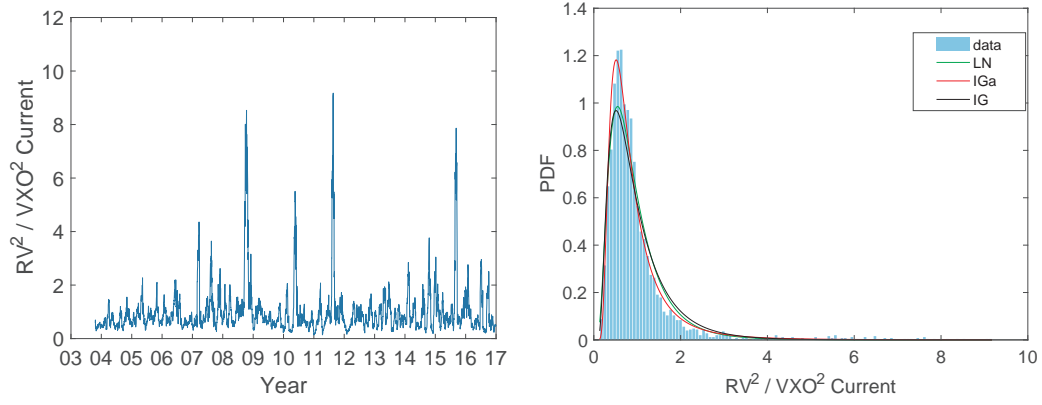 12
10
8
6
4
2
0
03 04 05 06 07 08 09 10 11 12 13 14 15 16 17
Year
RV² / VXO² Current
1.4
1.2
1
0.8
0.6
0.4
0.2
0
0 2 4 6 8 10
RV² / VXO² Current
PDF
data
LN
IGa
IG